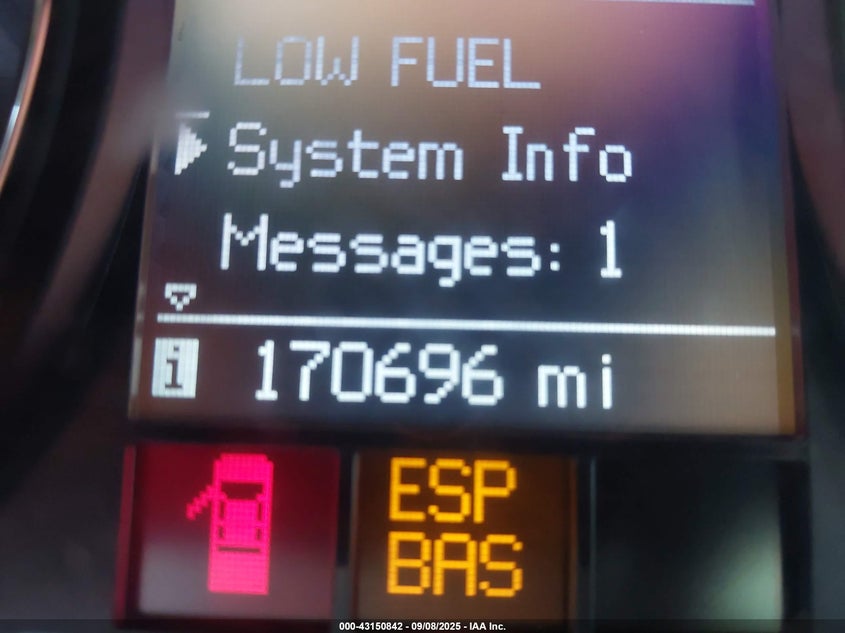 LOW FUEL
System Info
Messages: 1
i 170696 mi
ESP
BAS
000-43150842 - 09/08/2025 - IAA Inc.